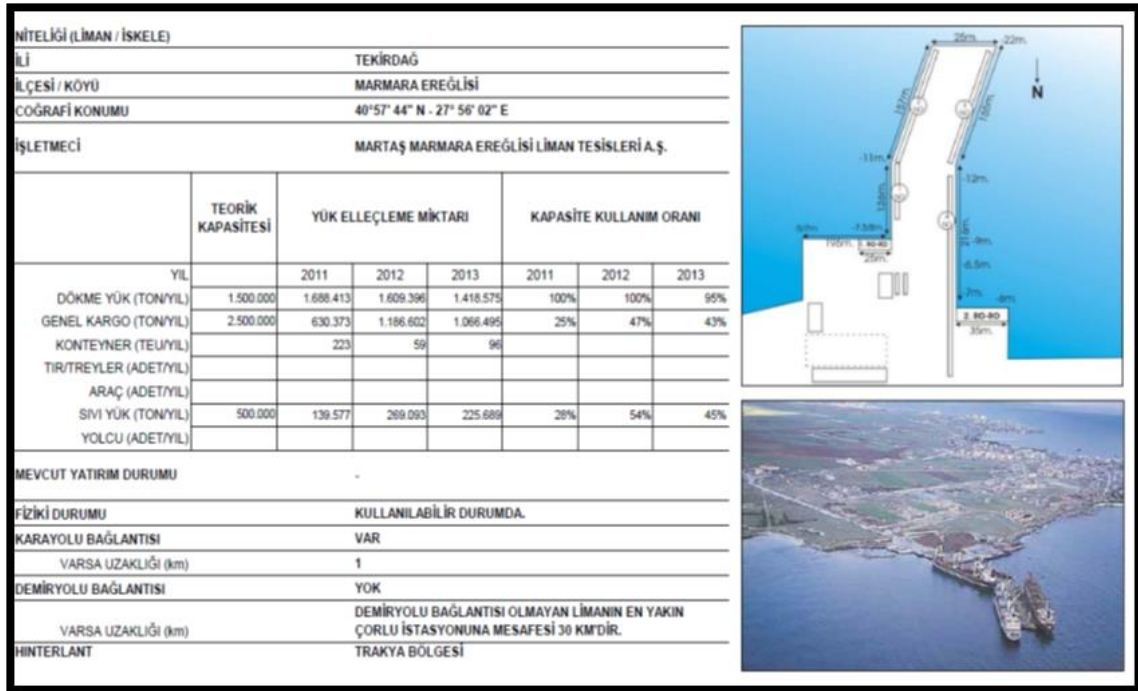 NİTELİĞİ (LİMAN / İSKELE)
İLİ TEKİRDAĞ
İLÇESİ / KÖYÜ MARMARA EREĞLİSİ
COĞRAFİ KONUMU 40°57' 44" N - 27° 56' 02" E
İŞLETMECİ MARTAŞ MARMARA EREĞLİSİ LİMAN TESİSLERİ A.Ş.
TEORİK KAPASİTESİ YÜK ELLEÇLEME MİKTARI KAPASİTE KULLANIM ORANI
YIL 2011 2012 2013 2011 2012 2013
DÖKME YÜK (TON/YIL) 1.500.000 1.688.413 1.609.396 1.418.575 100% 100% 95%
GENEL KARGO (TON/YIL) 2.500.000 630.373 1.186.602 1.066.495 25% 47% 43%
KONTEYNER (TEU/YIL) 223 59 96
TIR/TREYLER (ADET/YIL)
ARAÇ (ADET/YIL)
SIVI YÜK (TON/YIL) 500.000 139.577 269.093 225.689 28% 54% 45%
YOLCU (ADET/YIL)
MEVCUT YATIRIM DURUMU -
FİZİKİ DURUMU KULLANILABİLİR DURUMDA.
KARAYOLU BAĞLANTISI VAR
VARSA UZAKLIĞI (km) 1
DEMİRYOLU BAĞLANTISI YOK
VARSA UZAKLIĞI (km) DEMİRYOLU BAĞLANTISI OLMAYAN LİMANIN EN YAKIN
ÇORLU İSTASYONUNA MESAFESİ 30 KM'DİR.
HINTERLANT TRAKYA BÖLGESİ
25m.
-22m.
N
157m.
-11m.
-12m.
-7.59m.
195m.
1. RO-RO
25m.
-9m.
-6.5m.
-7m.
-8m.
2. RO-RO
35m.